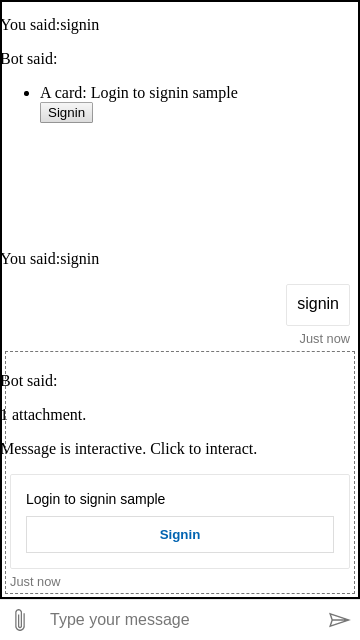 You said:signin
Bot said:
A card: Login to signin sample
Signin
You said:signin
signin
Just now
Bot said:
1 attachment.
Message is interactive. Click to interact.
Login to signin sample
Signin
Just now
Type your message